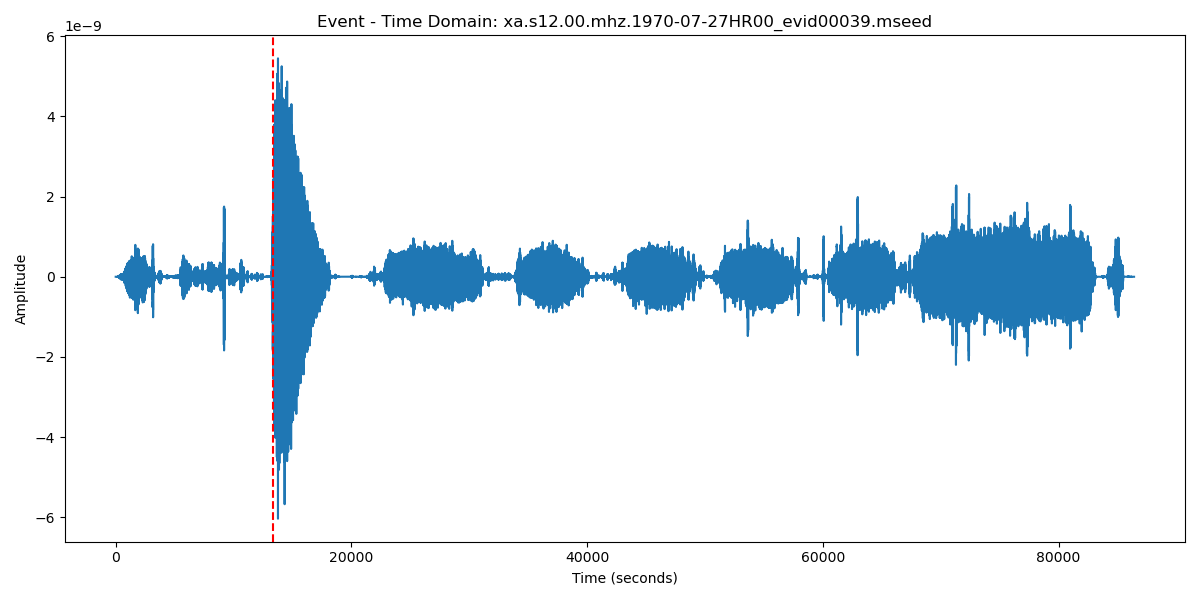 Event - Time Domain: xa.s12.00.mhz.1970-07-27HR00_evid00039.mseed
1e−9
6
4
2
0
−2
−4
−6
Amplitude
0 20000 40000 60000 80000
Time (seconds)